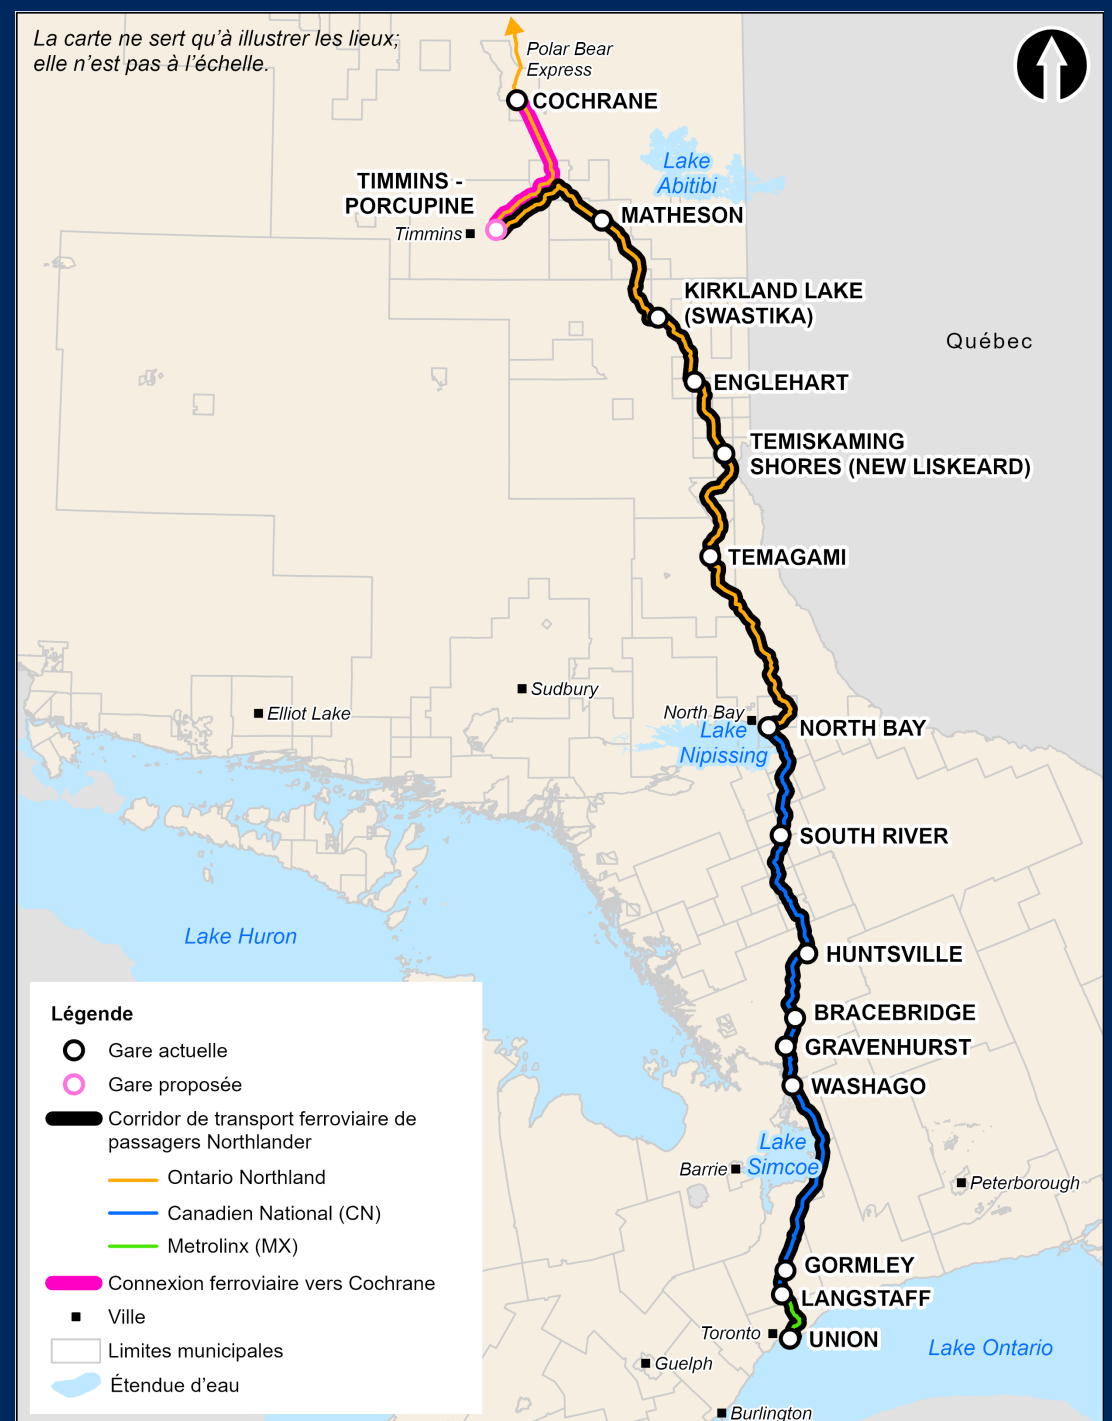 La carte ne sert qu'à illustrer les lieux;
elle n'est pas à l'échelle.
Polar Bear
Express
COCHRANE
Lake
Abitibi
TIMMINS -
PORCUPINE
Timmins
MATHESON
KIRKLAND LAKE
(SWASTIKA)
Québec
ENGLEHART
TEMISKAMING
SHORES (NEW LISKEARD)
TEMAGAMI
Sudbury
Elliot Lake
North Bay
NORTH BAY
Lake
Nipissing
SOUTH RIVER
Lake Huron
HUNTSVILLE
BRACEBRIDGE
GRAVENHURST
WASHAGO
Lake
Simcoe
Barrie
Peterborough
GORMLEY
LANGSTAFF
Toronto
UNION
Lake Ontario
Guelph
Burlington
Légende
Gare actuelle
Gare proposée
Corridor de transport ferroviaire de
passagers Northlander
Ontario Northland
Canadien National (CN)
Metrolinx (MX)
Connexion ferroviaire vers Cochrane
Ville
Limites municipales
Étendue d'eau